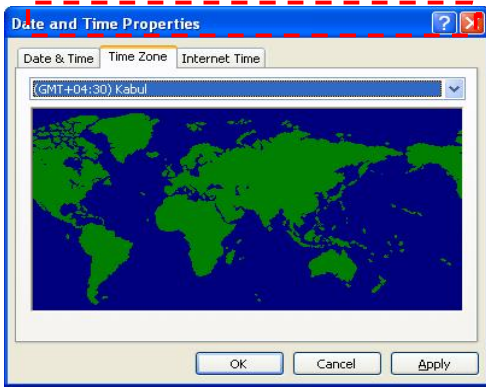 Date and Time Properties
Date & Time Time Zone Internet Time
(GMT+04:30) Kabul
OK Cancel Apply